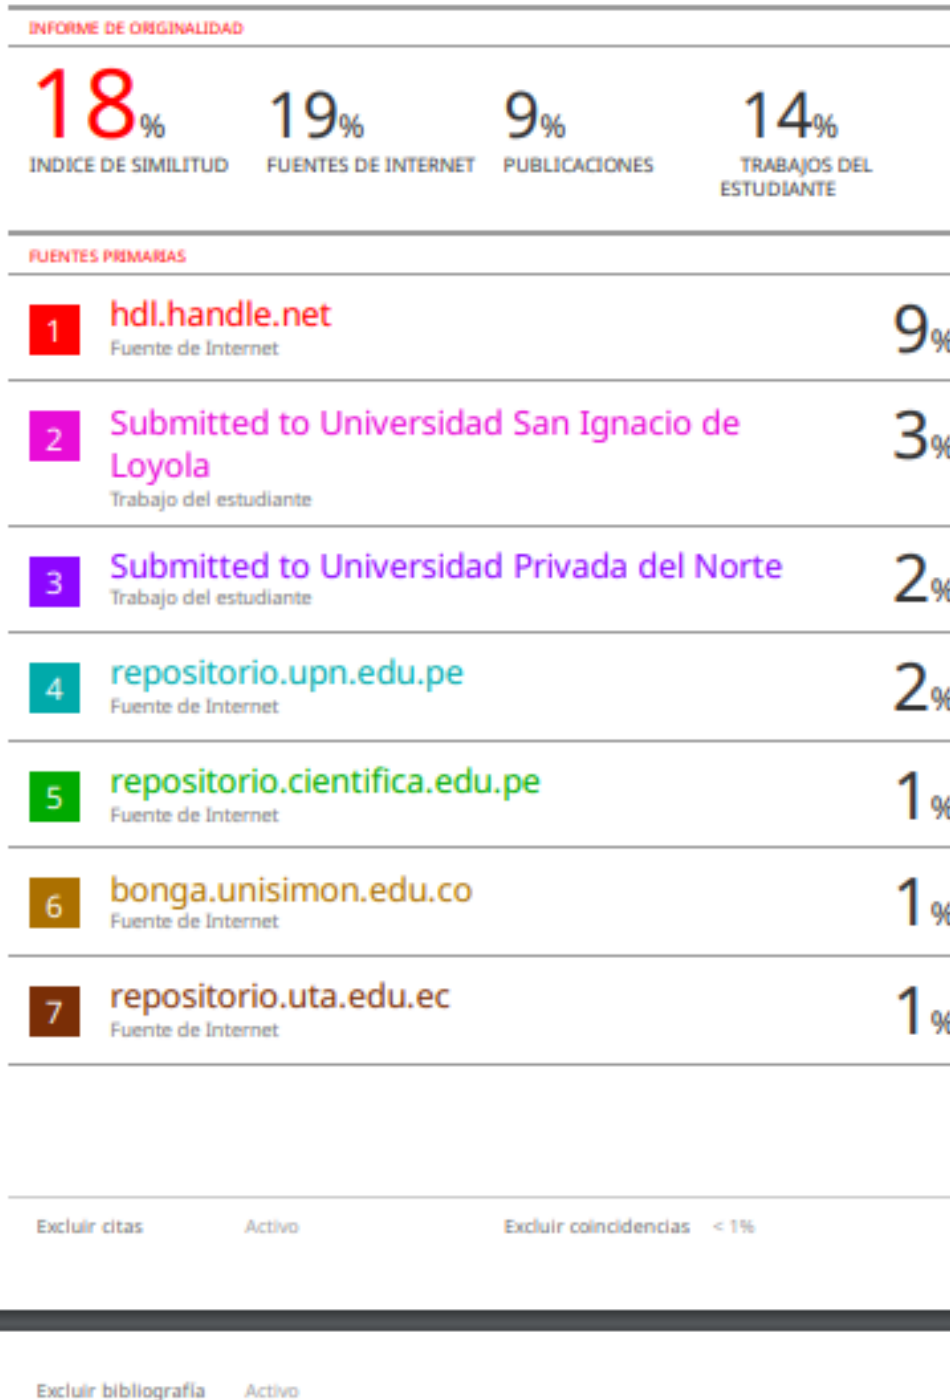 INFORME DE ORIGINALIDAD
18% 19% 9% 14%
INDICE DE SIMILITUD FUENTES DE INTERNET PUBLICACIONES TRABAJOS DEL
ESTUDIANTE
FUENTES PRIMARIAS
1 hdl.handle.net 9%
Fuente de Internet
2 Submitted to Universidad San Ignacio de 3%
Loyola
Trabajo del estudiante
3 Submitted to Universidad Privada del Norte 2%
Trabajo del estudiante
4 repositorio.upn.edu.pe 2%
Fuente de Internet
5 repositorio.cientifica.edu.pe 1%
Fuente de Internet
6 bonga.unisimon.edu.co 1%
Fuente de Internet
7 repositorio.uta.edu.ec 1%
Fuente de Internet
Excluir citas Activo Excluir coincidencias < 1%
Excluir bibliografía Activo